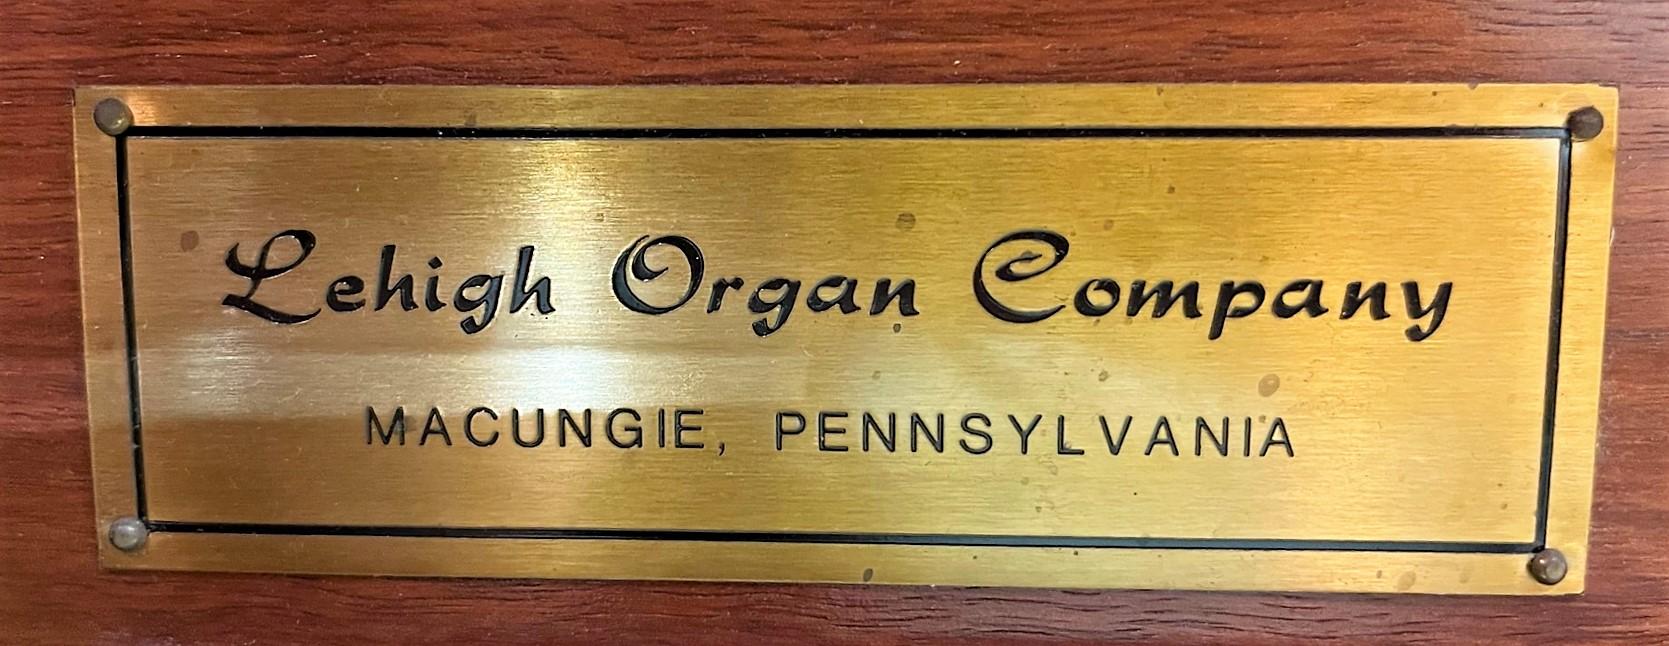 Lehigh Organ Company
MACUNGIE, PENNSYLVANIA